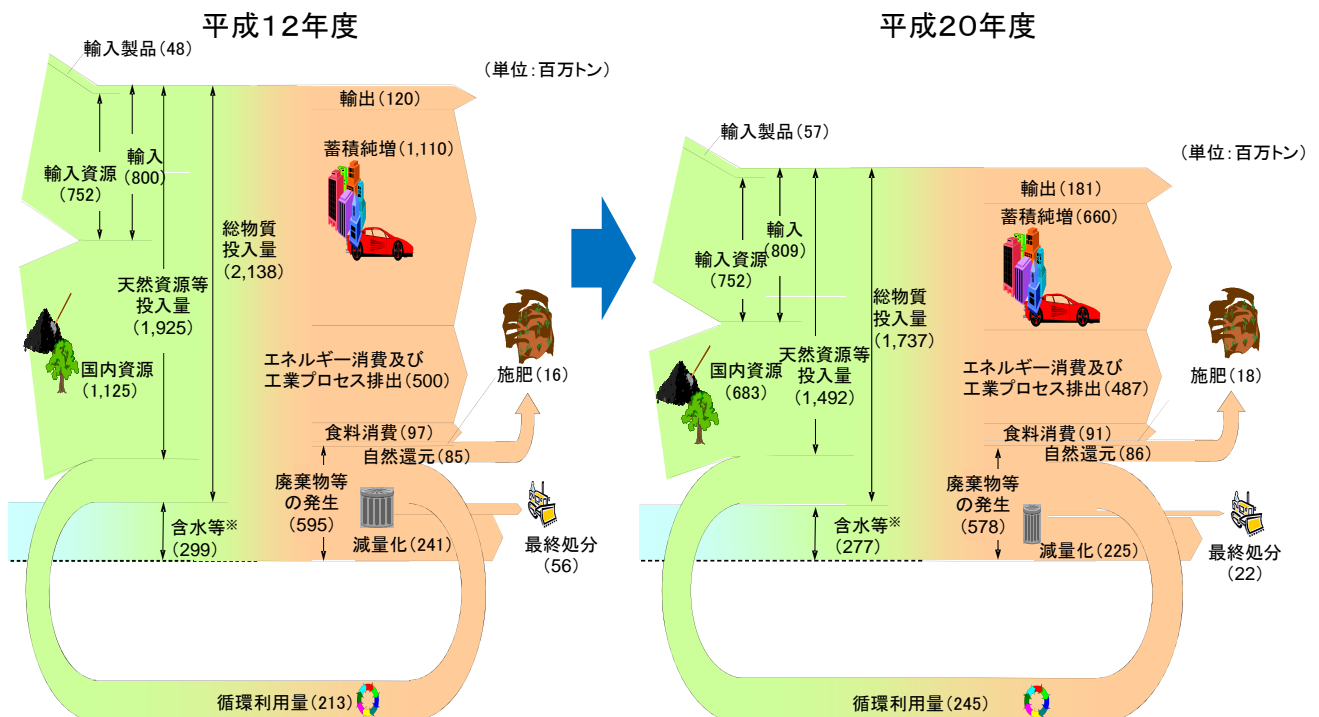 平成12年度
輸入製品(48)
(単位:百万トン)
輸出(120)
蓄積純増(1,110)
輸入
(800)
輸入資源
(752)
総物質
投入量
(2,138)
天然資源等
投入量
(1,925)
国内資源
(1,125)
エネルギー消費及び
工業プロセス排出(500)
施肥(16)
食料消費(97)
自然還元(85)
廃棄物等
の発生
(595)
含水等※
(299)
減量化(241)
最終処分
(56)
循環利用量(213)
平成20年度
輸入製品(57)
(単位:百万トン)
輸出(181)
蓄積純増(660)
輸入
(809)
輸入資源
(752)
総物質
投入量
(1,737)
天然資源等
投入量
(1,492)
国内資源
(683)
エネルギー消費及び
工業プロセス排出(487)
施肥(18)
食料消費(91)
自然還元(86)
廃棄物等
の発生
(578)
含水等※
(277)
減量化(225)
最終処分
(22)
循環利用量(245)